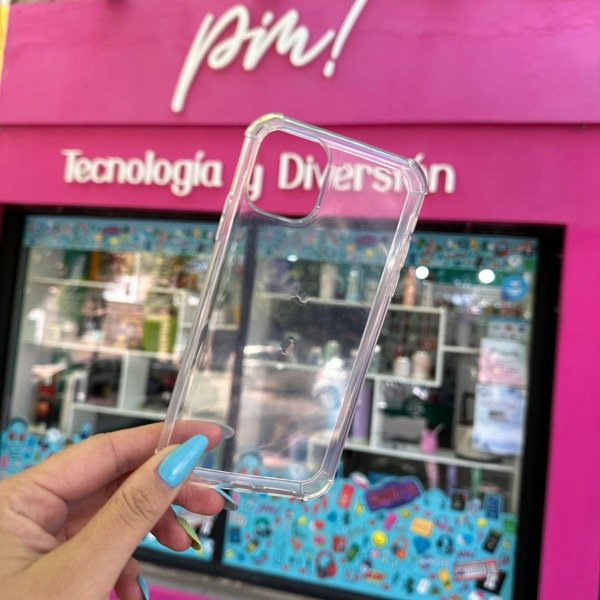 pim!
Tecnología y Diversión